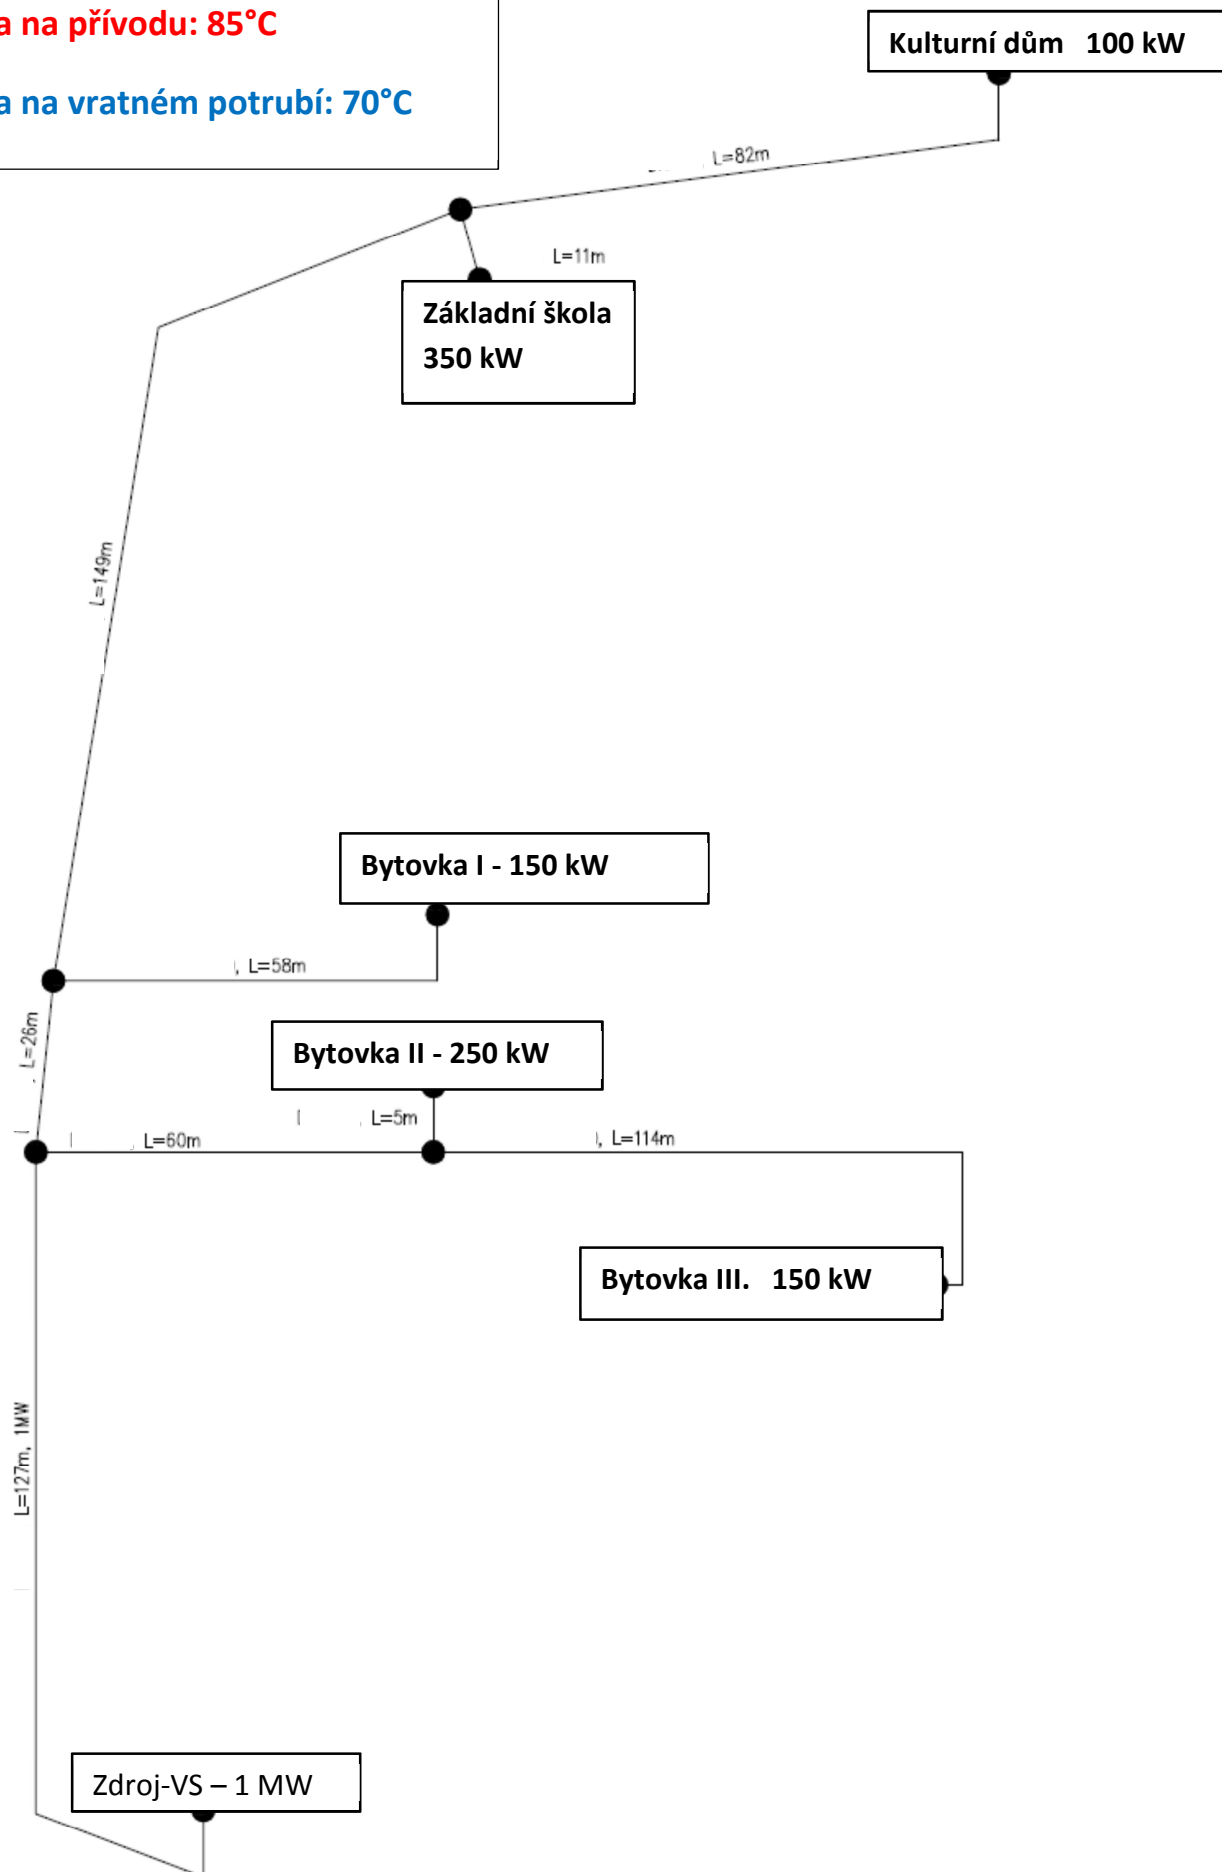 a na přívodu: 85°C
Kulturní dům 100 kW
a na vratném potrubí: 70°C
L=82m
L=11m
Základní škola
350 kW
L=149m
Bytovka I - 150 kW
, L=58m
, L=26m
Bytovka II - 250 kW
, L=5m
, L=60m
, L=114m
Bytovka III. 150 kW
L=127m, 1MW
Zdroj-VS – 1 MW